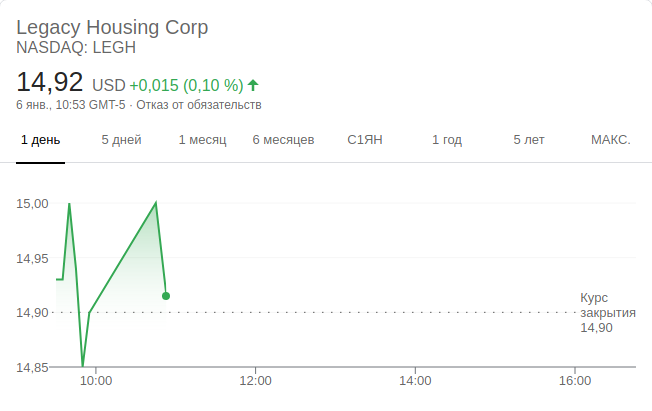 Legacy Housing Corp
NASDAQ: LEGH
14,92 USD +0,015 (0,10 %)
6 янв., 10:53 GMT-5 · Отказ от обязательств
1 день 5 дней 1 месяц 6 месяцев С1ЯН 1 год 5 лет МАКС.
15,00
14,95
14,90
Курс
закрытия
14,90
14,85
10:00 12:00 14:00 16:00